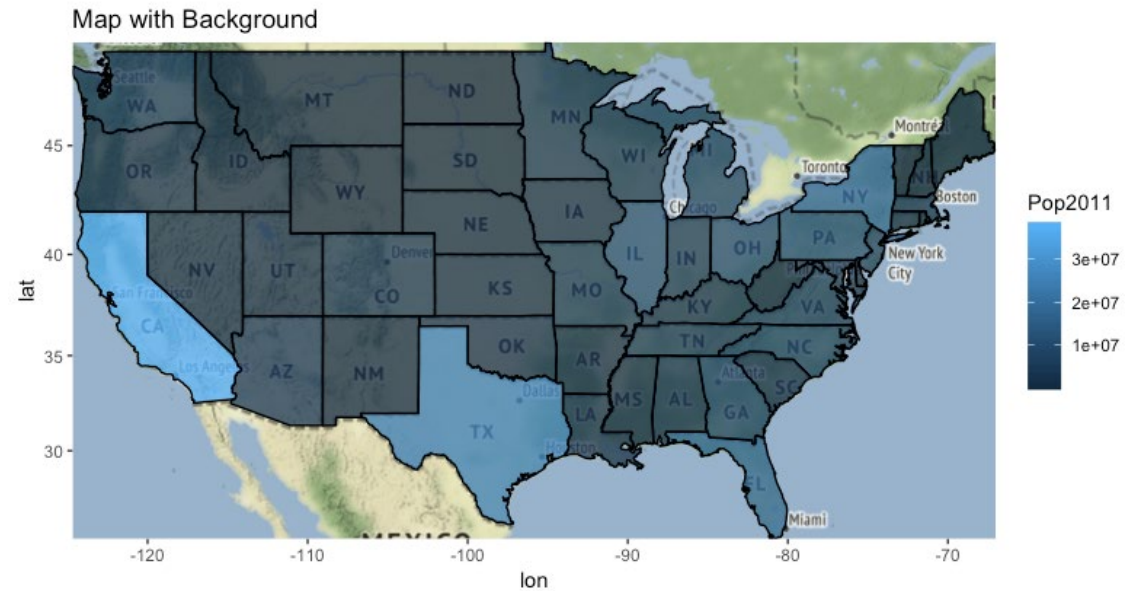 Map with Background
Seattle
WA
MT
ND
MN
OR
ID
SD
WI
MI
Montréa
WY
Toronto
NH
IA
Chicago
NY
Boston
NE
PA
NV
UT
Denver
IL
IN
OH
New York
City
San Francisco
CO
KS
MO
KY
VA
CA
Los Angeles
AZ
NM
OK
AR
TN
NC
Atlanta
SC
Dallas
MS
AL
GA
LA
TX
Houston
FL
Miami
MEXICO
45
40
35
30
lat
-120
-110
-100
-90
-80
-70
lon
Pop2011
3e+07
2e+07
1e+07